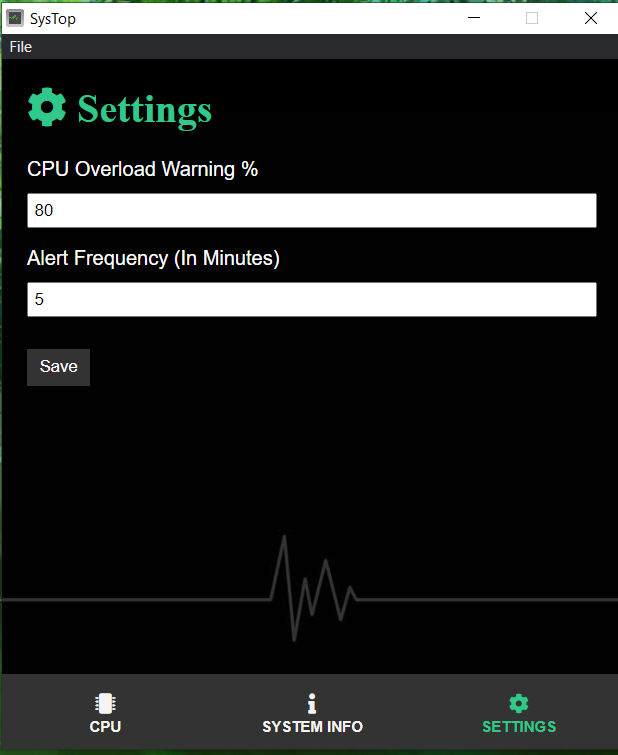 SysTop
File
Settings
CPU Overload Warning %
80
Alert Frequency (In Minutes)
5
Save
CPU
SYSTEM INFO
SETTINGS